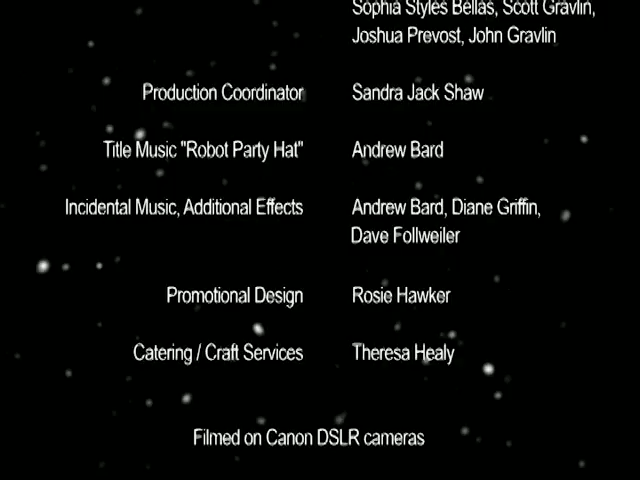 Sophia Styles Bellas, Scott Gravlin,
Joshua Prevost, John Gravlin
Production Coordinator Sandra Jack Shaw
Title Music "Robot Party Hat" Andrew Bard
Incidental Music, Additional Effects Andrew Bard, Diane Griffin,
Dave Follweiler
Promotional Design Rosie Hawker
Catering / Craft Services Theresa Healy
Filmed on Canon DSLR cameras